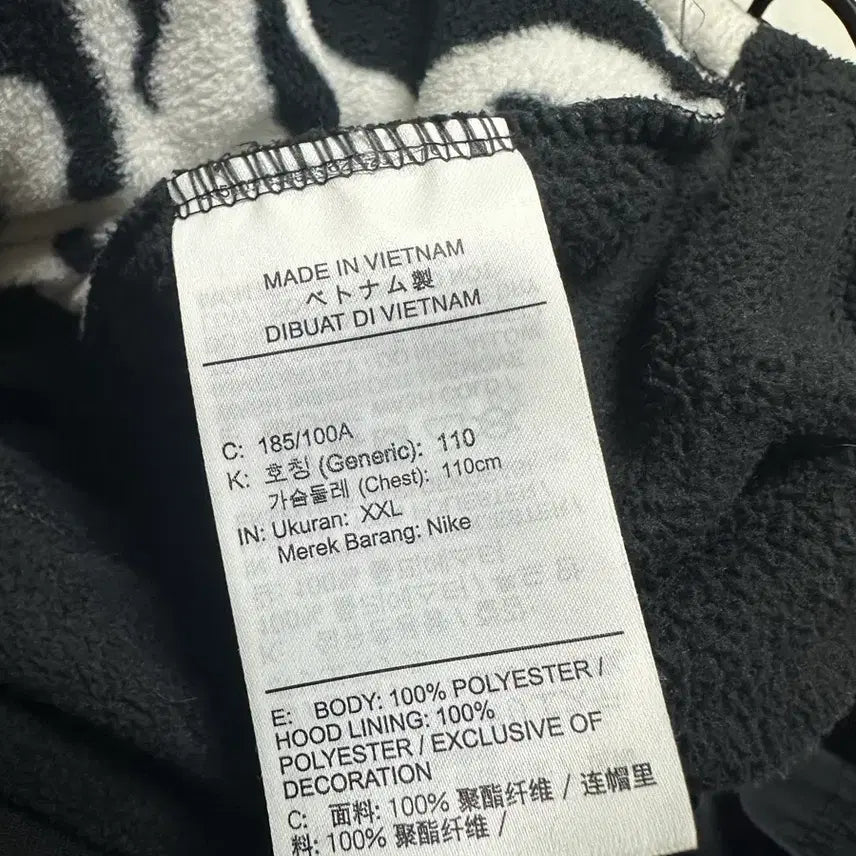 MADE IN VIETNAM
ベトナム製
DIBUAT DI VIETNAM
C: 185/100A
K: 호칭 (Generic): 110
가슴둘레 (Chest): 110cm
IN: Ukuran: XXL
Merek Barang: Nike
E: BODY: 100% POLYESTER /
HOOD LINING: 100%
POLYESTER / EXCLUSIVE OF
DECORATION
C: 面料: 100% 聚酯纤维 / 连帽里
料: 100% 聚酯纤维 /